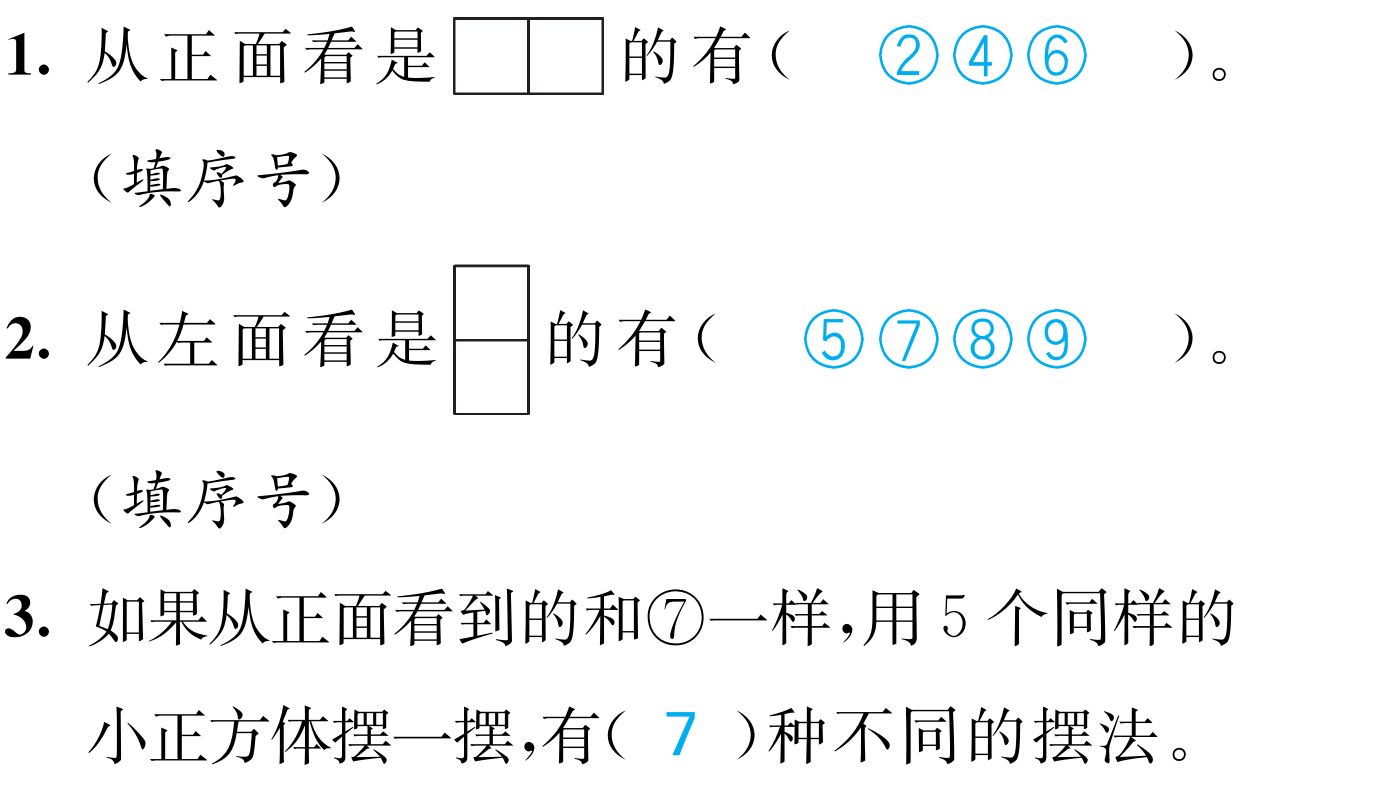 1. 从正面看是的有( ②④⑥ )。
(填序号)
2. 从左面看是的有( ⑤⑦⑧⑨ )。
(填序号)
3. 如果从正面看到的和⑦一样,用5个同样的
小正方体摆一摆,有( 7 )种不同的摆法。